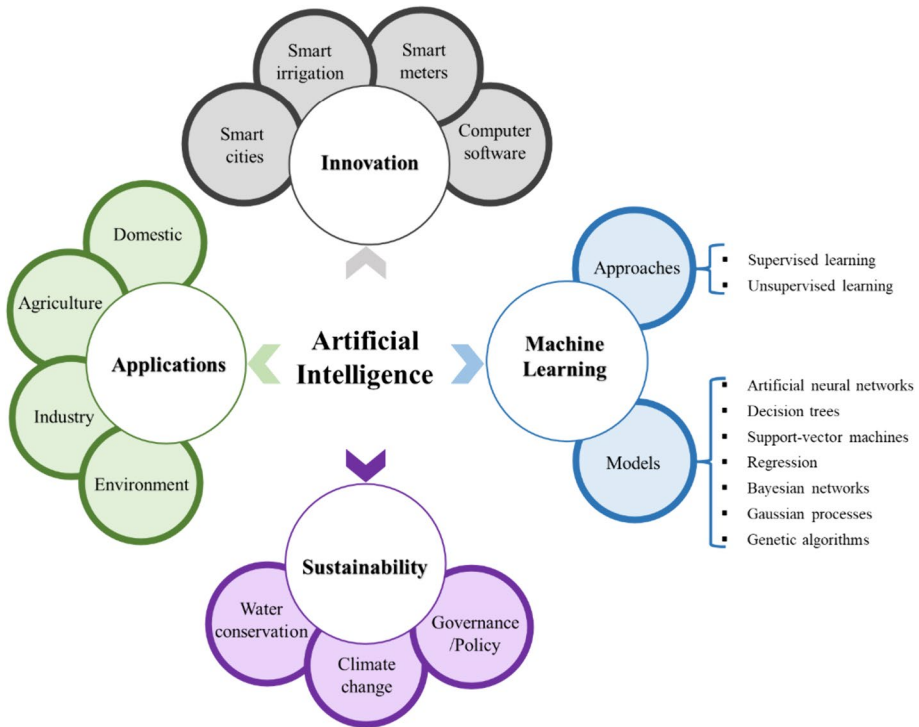 Smart
irrigation
Smart
meters
Smart
cities
Computer
software
Innovation
Domestic
Agriculture
Industry
Environment
Applications
Artificial
Intelligence
Machine
Learning
Approaches
▪ Supervised learning
▪ Unsupervised learning
Models
▪ Artificial neural networks
▪ Decision trees
▪ Support-vector machines
▪ Regression
▪ Bayesian networks
▪ Gaussian processes
▪ Genetic algorithms
Sustainability
Water
conservation
Climate
change
Governance
/Policy